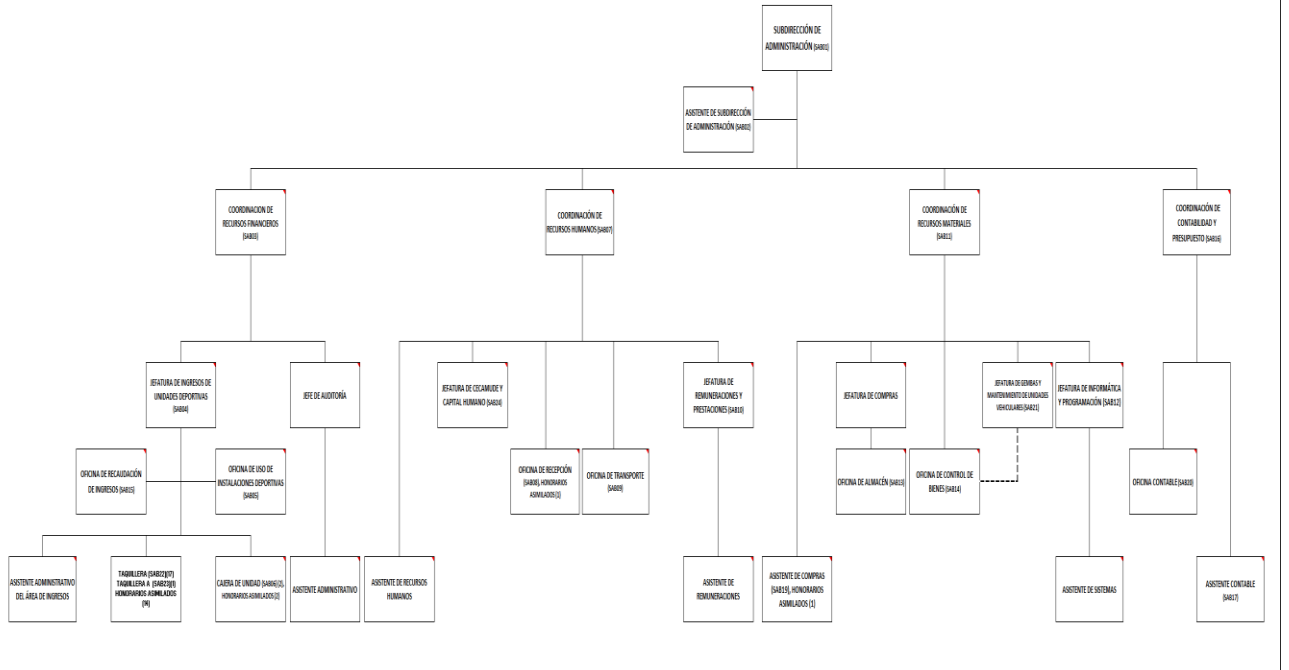 SUBDIRECCIÓN DE
ADMINISTRACIÓN (SAB01)
ASISTENTE DE SUBDIRECCIÓN
DE ADMINISTRACIÓN (SAB02)
COORDINACION DE
RECURSOS FINANCIEROS
(SAB03)
COORDINACIÓN DE
RECURSOS HUMANOS (SAB07)
COORDINACIÓN DE
RECURSOS MATERIALES
(SAB11)
COORDINACIÓN DE
CONTABILIDAD Y
PRESUPUESTO (SAB16)
JEFATURA DE INGRESOS DE
UNIDADES DEPORTIVAS
(SAB04)
JEFE DE AUDITORÍA
JEFATURA DE CECAMUDE Y
CAPITAL HUMANO (SAB24)
JEFATURA DE
REMUNERACIONES Y
PRESTACIONES (SAB10)
JEFATURA DE COMPRAS
JEFATURA DE BOMBAS Y
MANTENIMIENTO DE UNIDADES
VEHICULARES (SAB21)
JEFATURA DE INFORMÁTICA
Y PROGRAMACIÓN (SAB12)
OFICINA DE RECAUDACIÓN
DE INGRESOS (SAB15)
OFICINA DE USO DE
INSTALACIONES DEPORTIVAS
(SAB05)
OFICINA DE RECEPCIÓN
(SAB08), HONORARIOS
ASIMILADOS (1)
OFICINA DE TRANSPORTE
(SAB09)
OFICINA DE ALMACÉN (SAB13)
OFICINA DE CONTROL DE
BIENES (SAB14)
OFICINA CONTABLE (SAB20)
ASISTENTE ADMINISTRATIVO
DEL ÁREA DE INGRESOS
TAQUILLERA (SAB22)(17)
TAQUILLERA A (SAB23)(1)
HONORARIOS ASIMILADOS
(14)
CAJERA DE UNIDAD (SAB06)(2),
HONORARIOS ASIMILADOS (2)
ASISTENTE ADMINISTRATIVO
ASISTENTE DE RECURSOS
HUMANOS
ASISTENTE DE
REMUNERACIONES
ASISTENTE DE COMPRAS
(SAB19), HONORARIOS
ASIMILADOS (1)
ASISTENTE DE SISTEMAS
ASISTENTE CONTABLE
(SAB17)